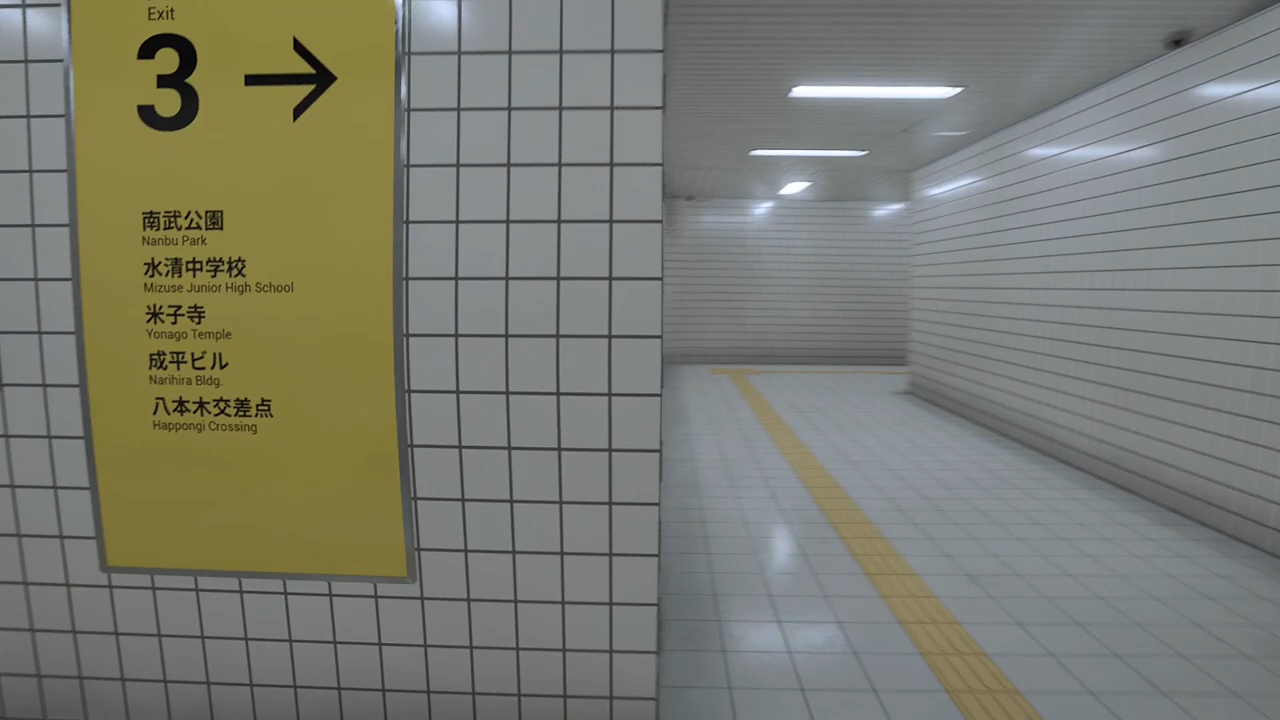 Exit
3 →
南武公園
Nanbu Park
水清中学校
Mizuse Junior High School
米子寺
Yonago Temple
成平ビル
Narihira Bldg.
八本木交差点
Happongi Crossing